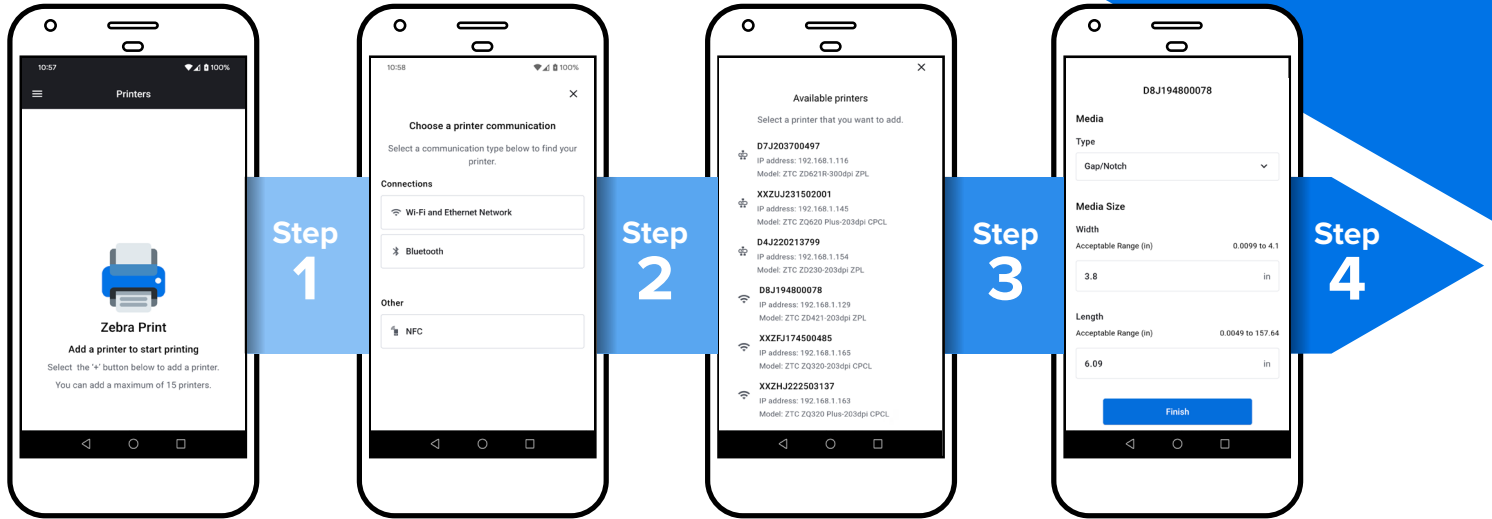 10:57
100%
Printers
Zebra Print
Add a printer to start printing
Select the '+' button below to add a printer.
You can add a maximum of 15 printers.
Step
1
10:58
100%
Choose a printer communication
Select a communication type below to find your
printer.
Connections
Wi-Fi and Ethernet Network
Bluetooth
Other
NFC
Step
2
Available printers
Select a printer that you want to add.
D7J203700497
IP address: 192.168.1.116
Model: ZTC ZD621R-300dpi ZPL
XXZUJ231502001
IP address: 192.168.1.145
Model: ZTC ZQ620 Plus-203dpi CPCL
D4J220213799
IP address: 192.168.1.154
Model: ZTC ZD230-203dpi ZPL
D8J194800078
IP address: 192.168.1.129
Model: ZTC ZD421-203dpi ZPL
XXZFJ174500485
IP address: 192.168.1.165
Model: ZTC ZQ320-203dpi CPCL
XXZHJ222503137
IP address: 192.168.1.163
Model: ZTC ZQ320 Plus-203dpi CPCL
Step
3
D8J194800078
Media
Type
Gap/Notch
Media Size
Width
Acceptable Range (in) 0.0099 to 4.1
3.8 in
Length
Acceptable Range (in) 0.0049 to 157.64
6.09 in
Finish
Step
4